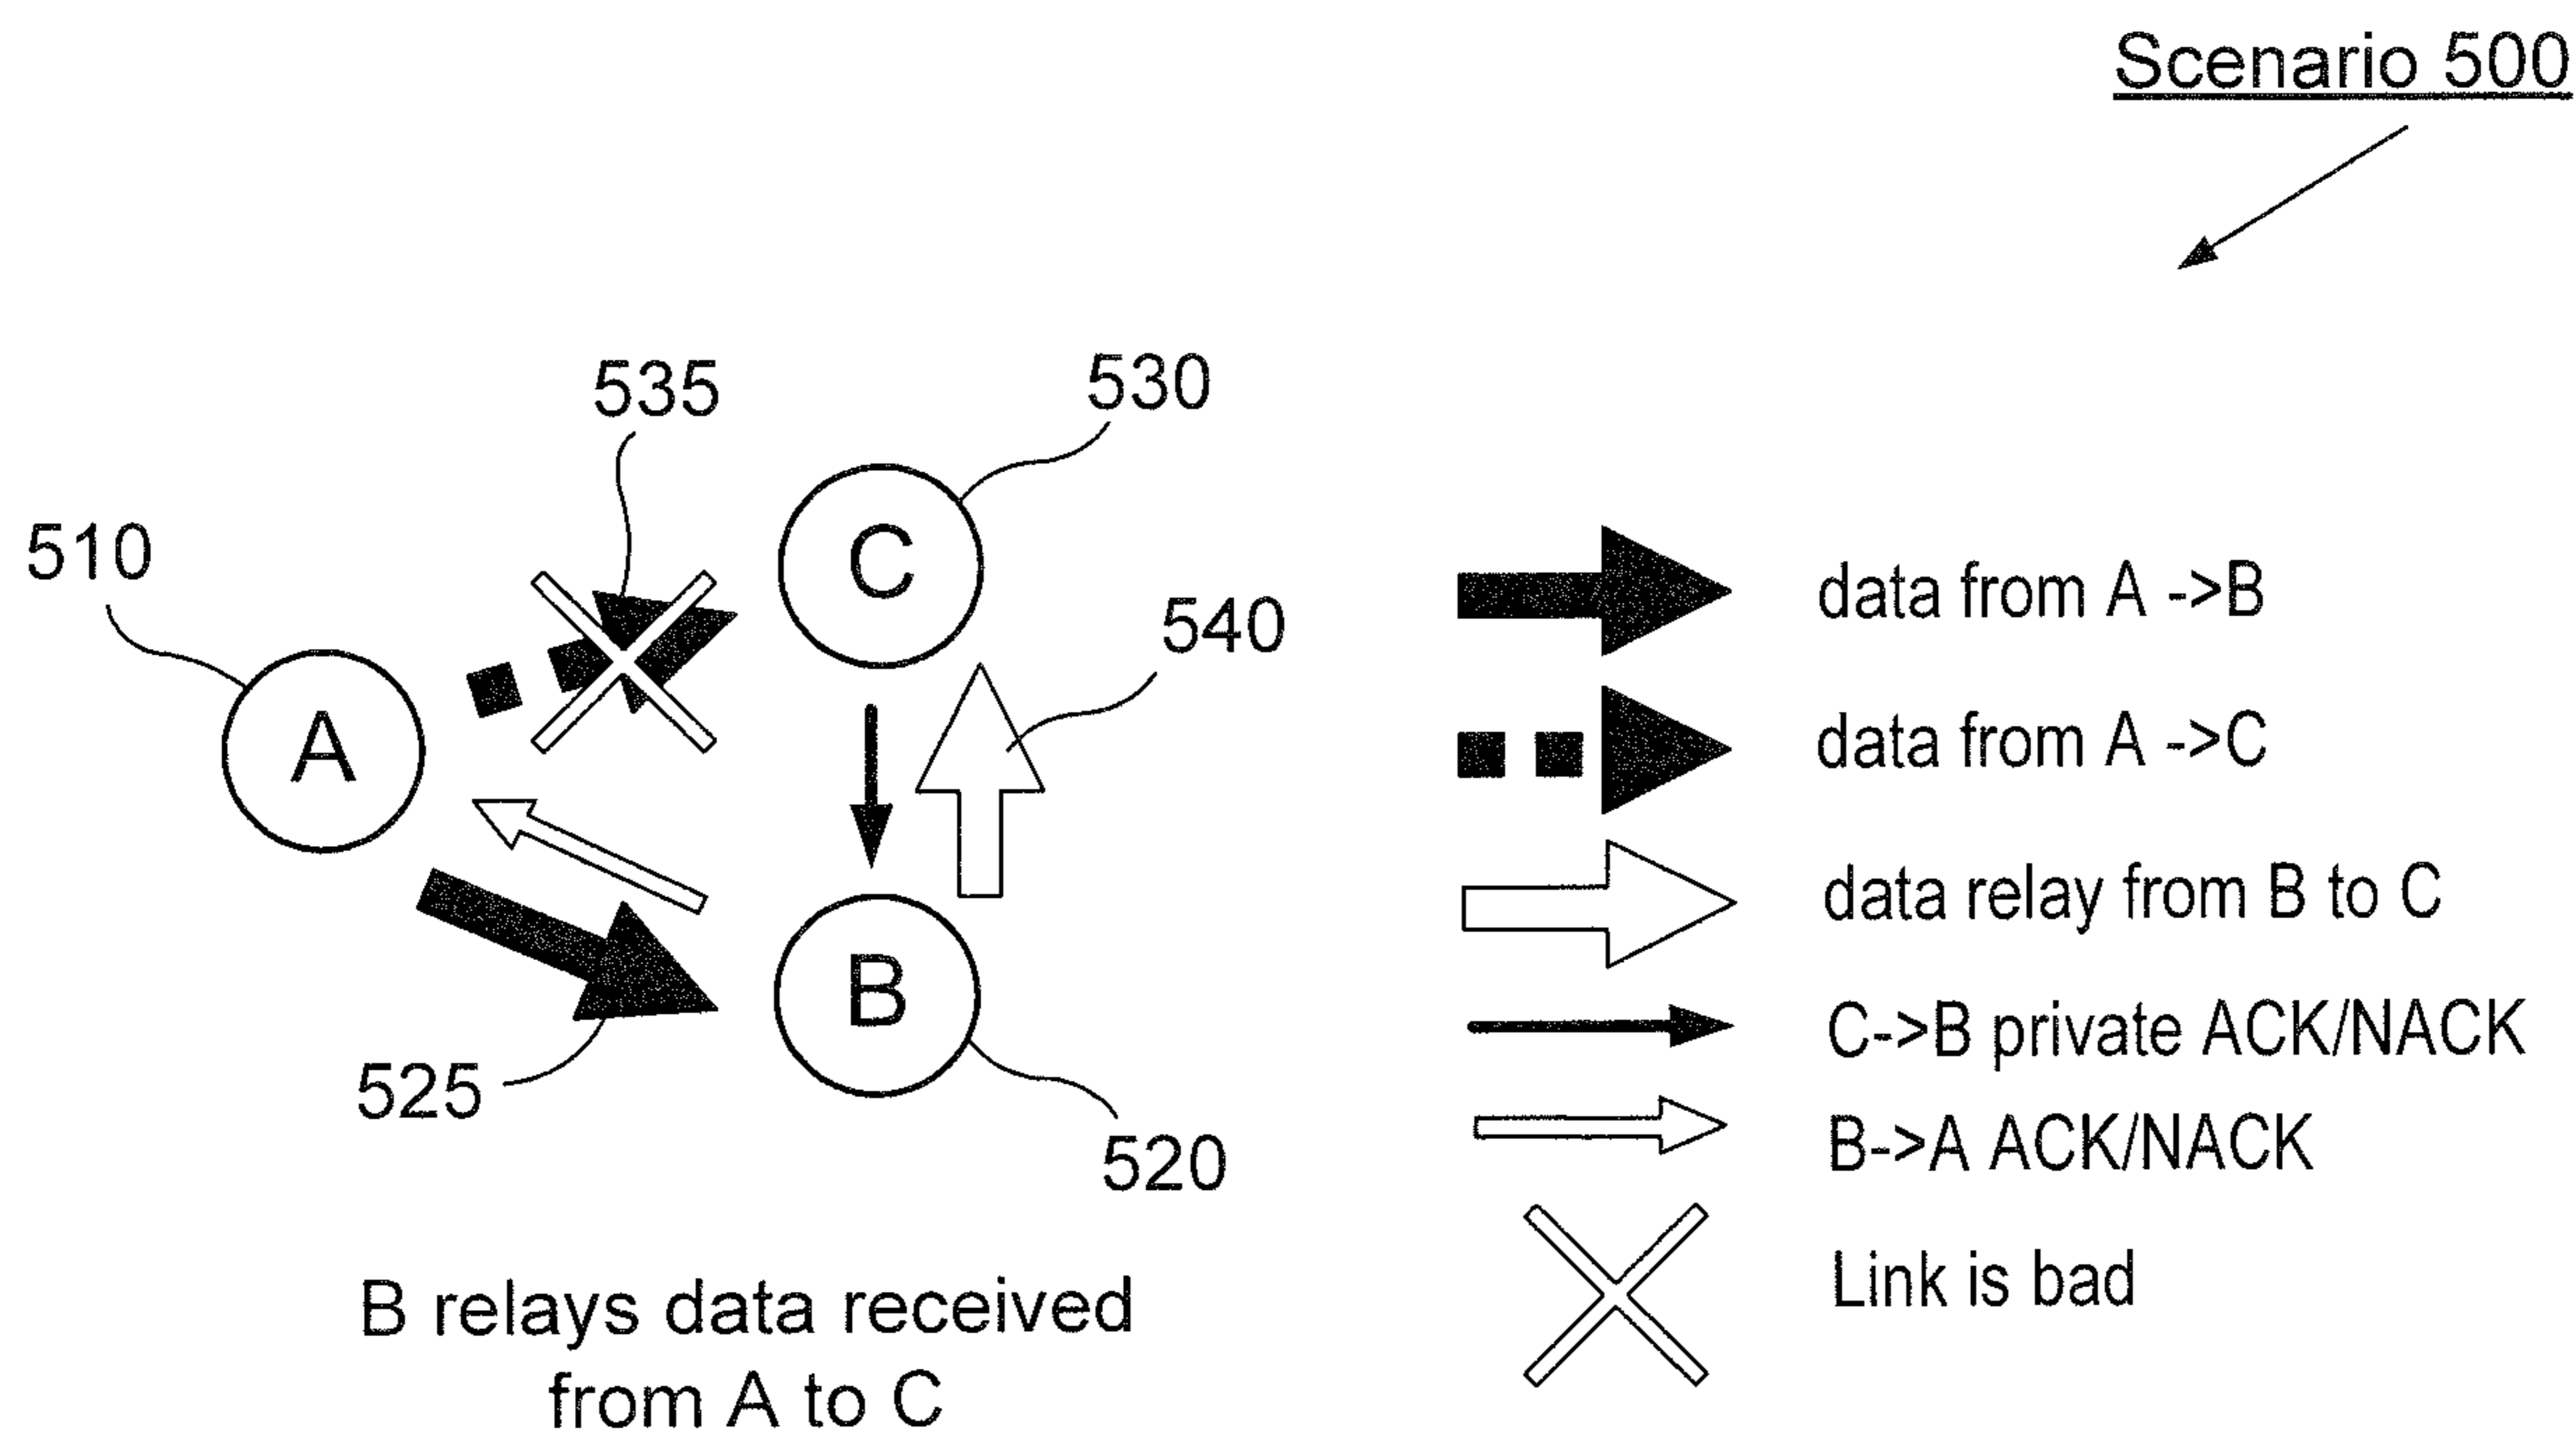 Scenario 500
535
530
510
C
540
A
B
525
520
B relays data received
from A to C
data from A ->B
data from A ->C
data relay from B to C
C->B private ACK/NACK
B->A ACK/NACK
Link is bad